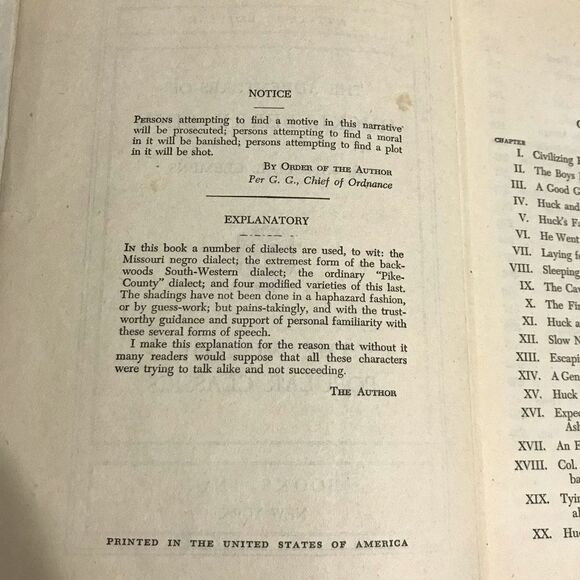 NOTICE
PERSONS attempting to find a motive in this narrative
will be prosecuted; persons attempting to find a moral
in it will be banished; persons attempting to find a plot
in it will be shot.
BY ORDER OF THE AUTHOR
Per G. G., Chief of Ordnance
EXPLANATORY
IN this book a number of dialects are used, to wit: the
Missouri negro dialect; the extremest form of the back-
woods South-Western dialect; the ordinary "Pike-
County" dialect; and four modified varieties of this last.
The shadings have not been done in a haphazard fashion,
or by guess-work; but pains-takingly, and with the trust-
worthy guidance and support of personal familiarity with
these several forms of speech.
I make this explanation for the reason that without it
many readers would suppose that all these characters
were trying to talk alike and not succeeding.
THE AUTHOR
PRINTED IN THE UNITED STATES OF AMERICA
CHAPTER
I. Civilizing
II. The Boys
III. A Good
IV. Huck and
V. Huck's
VI. He Went
VII. Laying
VIII. Sleeping
IX. The
X. The
XI. Huck
XII. Slow
XIII.
XIV. A
XV. Huck
XVI.
XVII. An
XVIII. Col.
XIX.
XX.